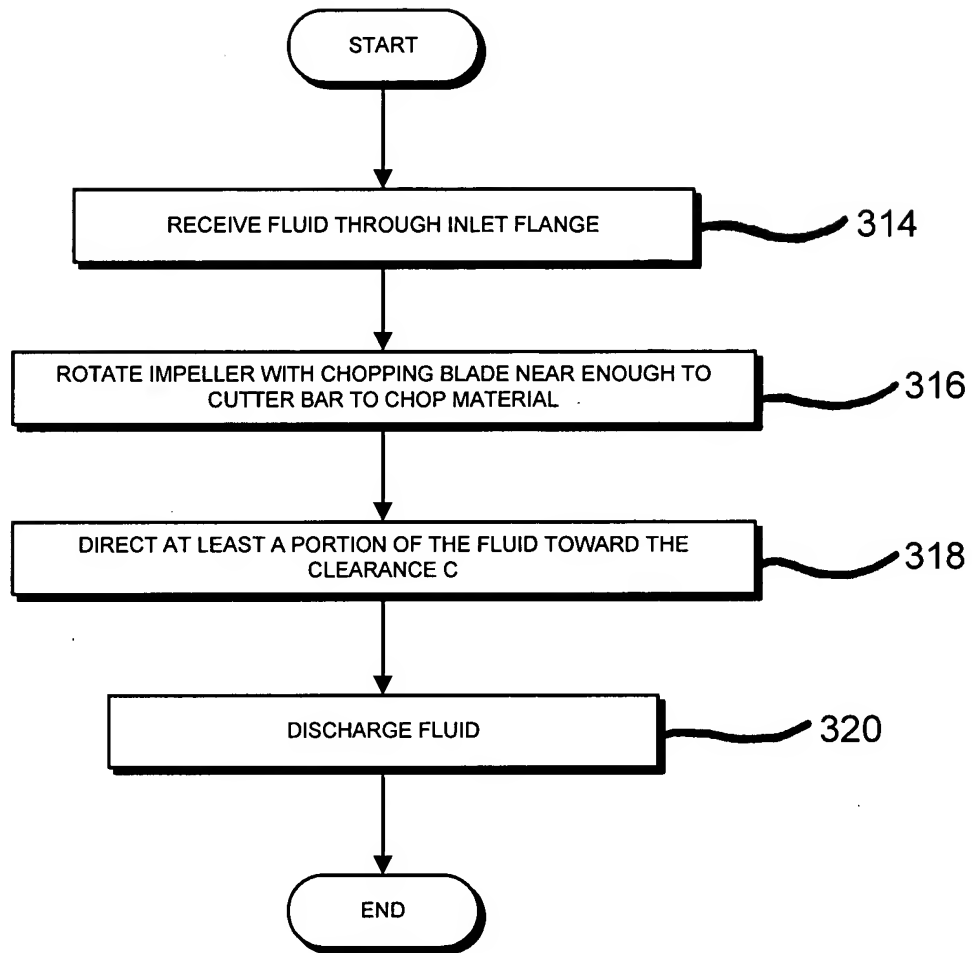 START
RECEIVE FLUID THROUGH INLET FLANGE
314
ROTATE IMPELLER WITH CHOPPING BLADE NEAR ENOUGH TO
CUTTER BAR TO CHOP MATERIAL
316
DIRECT AT LEAST A PORTION OF THE FLUID TOWARD THE
CLEARANCE C
318
DISCHARGE FLUID
320
END